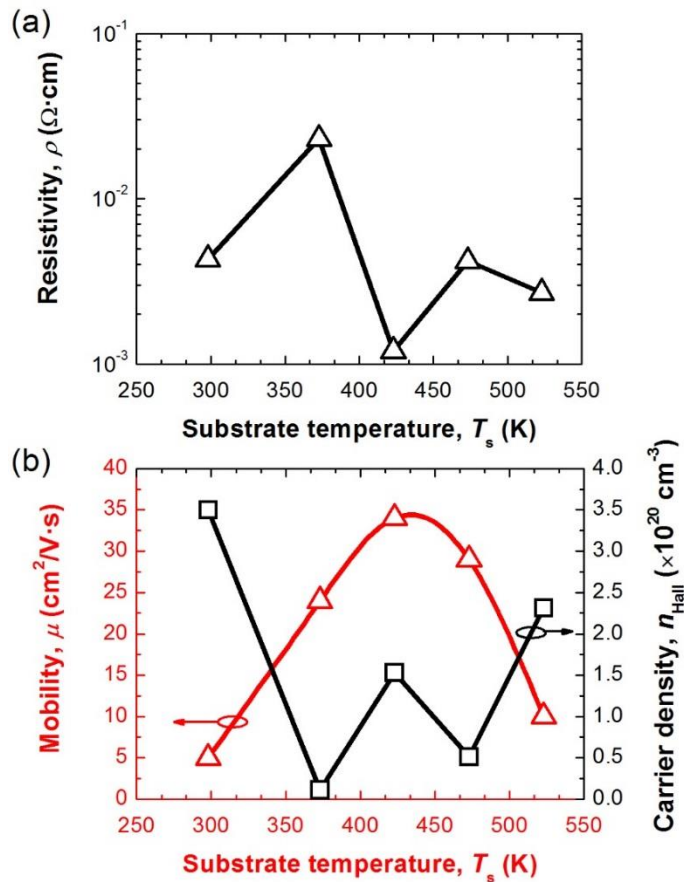 (a)
10⁻¹
10⁻²
10⁻³
Resistivity, ρ (Ω·cm)
250 300 350 400 450 500 550
Substrate temperature, Tₛ (K)
(b)
40
35
30
25
20
15
10
5
0
Mobility, μ (cm²/V·s)
4.0
3.5
3.0
2.5
2.0
1.5
1.0
0.5
0.0
Carrier density, n_Hall (×10²⁰ cm⁻³)
250 300 350 400 450 500 550
Substrate temperature, Tₛ (K)